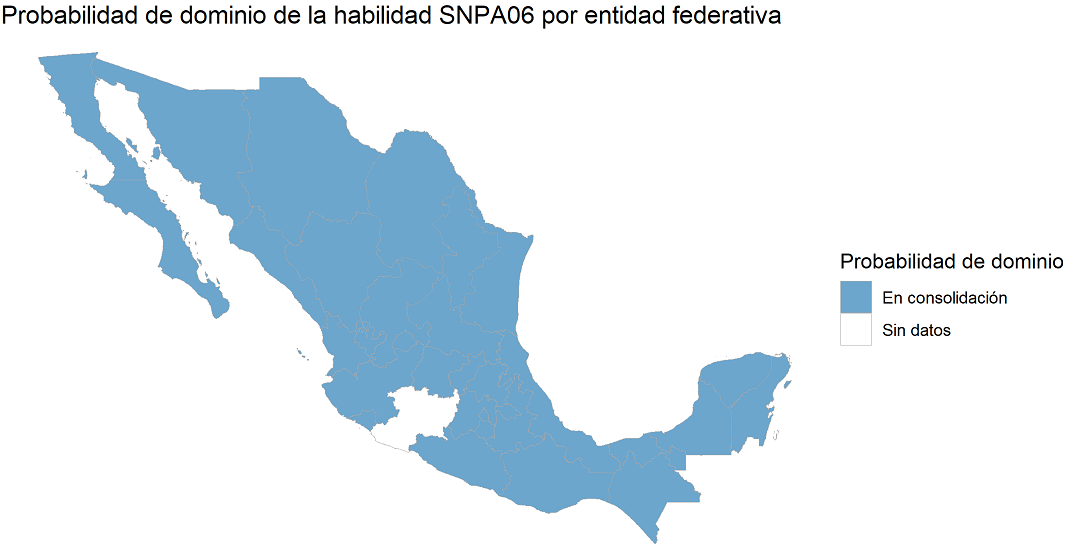 Probabilidad de dominio de la habilidad SNPA06 por entidad federativa
Probabilidad de dominio
En consolidación
Sin datos